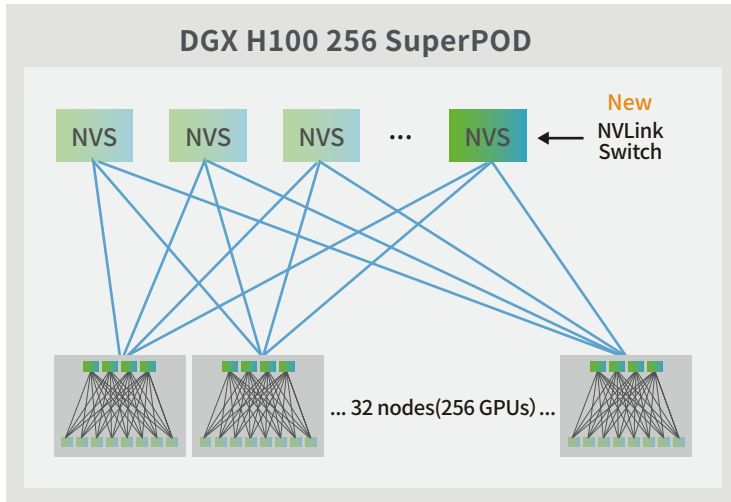 DGX H100 256 SuperPOD
New
NVS NVS NVS ... NVS
NVLink
Switch
... 32 nodes(256 GPUs) ...